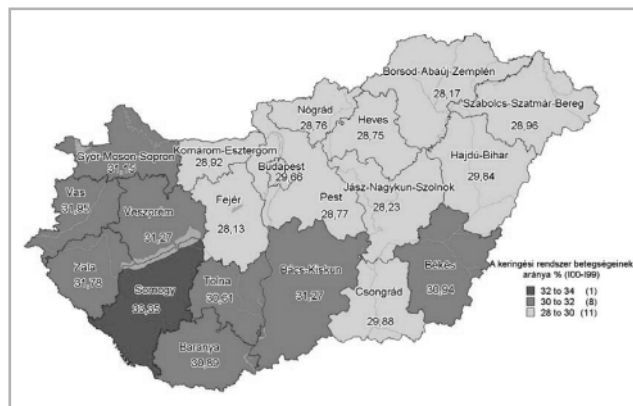 Borsod-Abaúj-Zemplén
28,17
Szabolcs-Szatmár-Bereg
28,96
Nógrád
28,76
Heves
28,75
Győr-Moson-Sopron
31,15
Komárom-Esztergom
28,92
Budapest
29,66
Hajdú-Bihar
29,84
Vas
31,95
Veszprém
31,27
Fejér
28,13
Pest
28,77
Jász-Nagykun-Szolnok
28,23
Zala
31,78
Somogy
33,35
Tolna
30,61
Bács-Kiskun
31,27
Csongrád
29,88
Békés
30,94
Baranya
A keringési rendszer betegségeinek
aránya % (I00-I99)
32 to 34 (1)
30 to 32 (8)
28 to 30 (11)